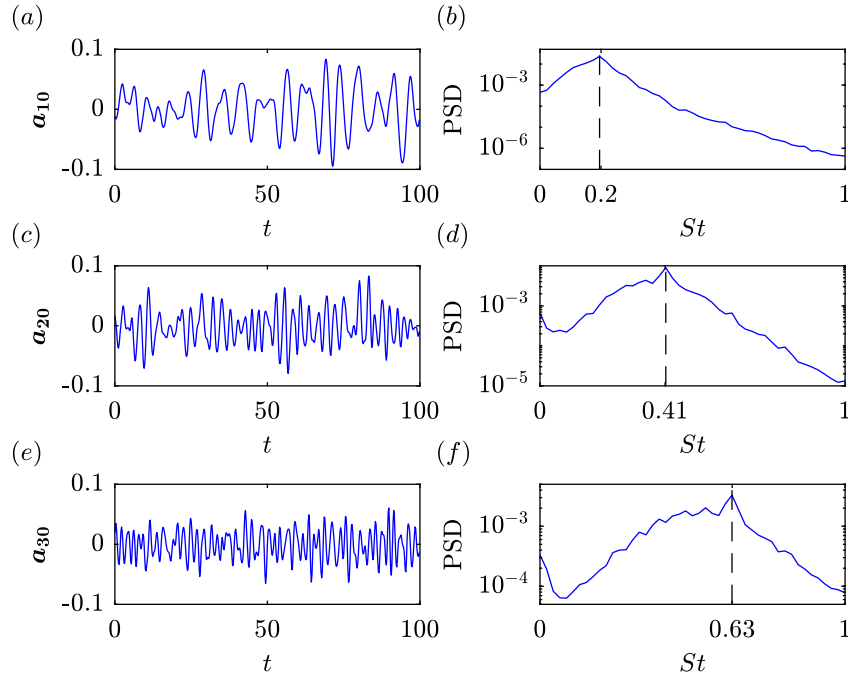 (a) (b)
0.1
0
-0.1
a10
0 50 100
t
10^-3
10^-6
PSD
0 0.2 1
St
(c) (d)
0.1
0
-0.1
a20
0 50 100
t
10^-3
10^-5
PSD
0 0.41 1
St
(e) (f)
0.1
0
-0.1
a30
0 50 100
t
10^-3
10^-4
PSD
0 0.63 1
St